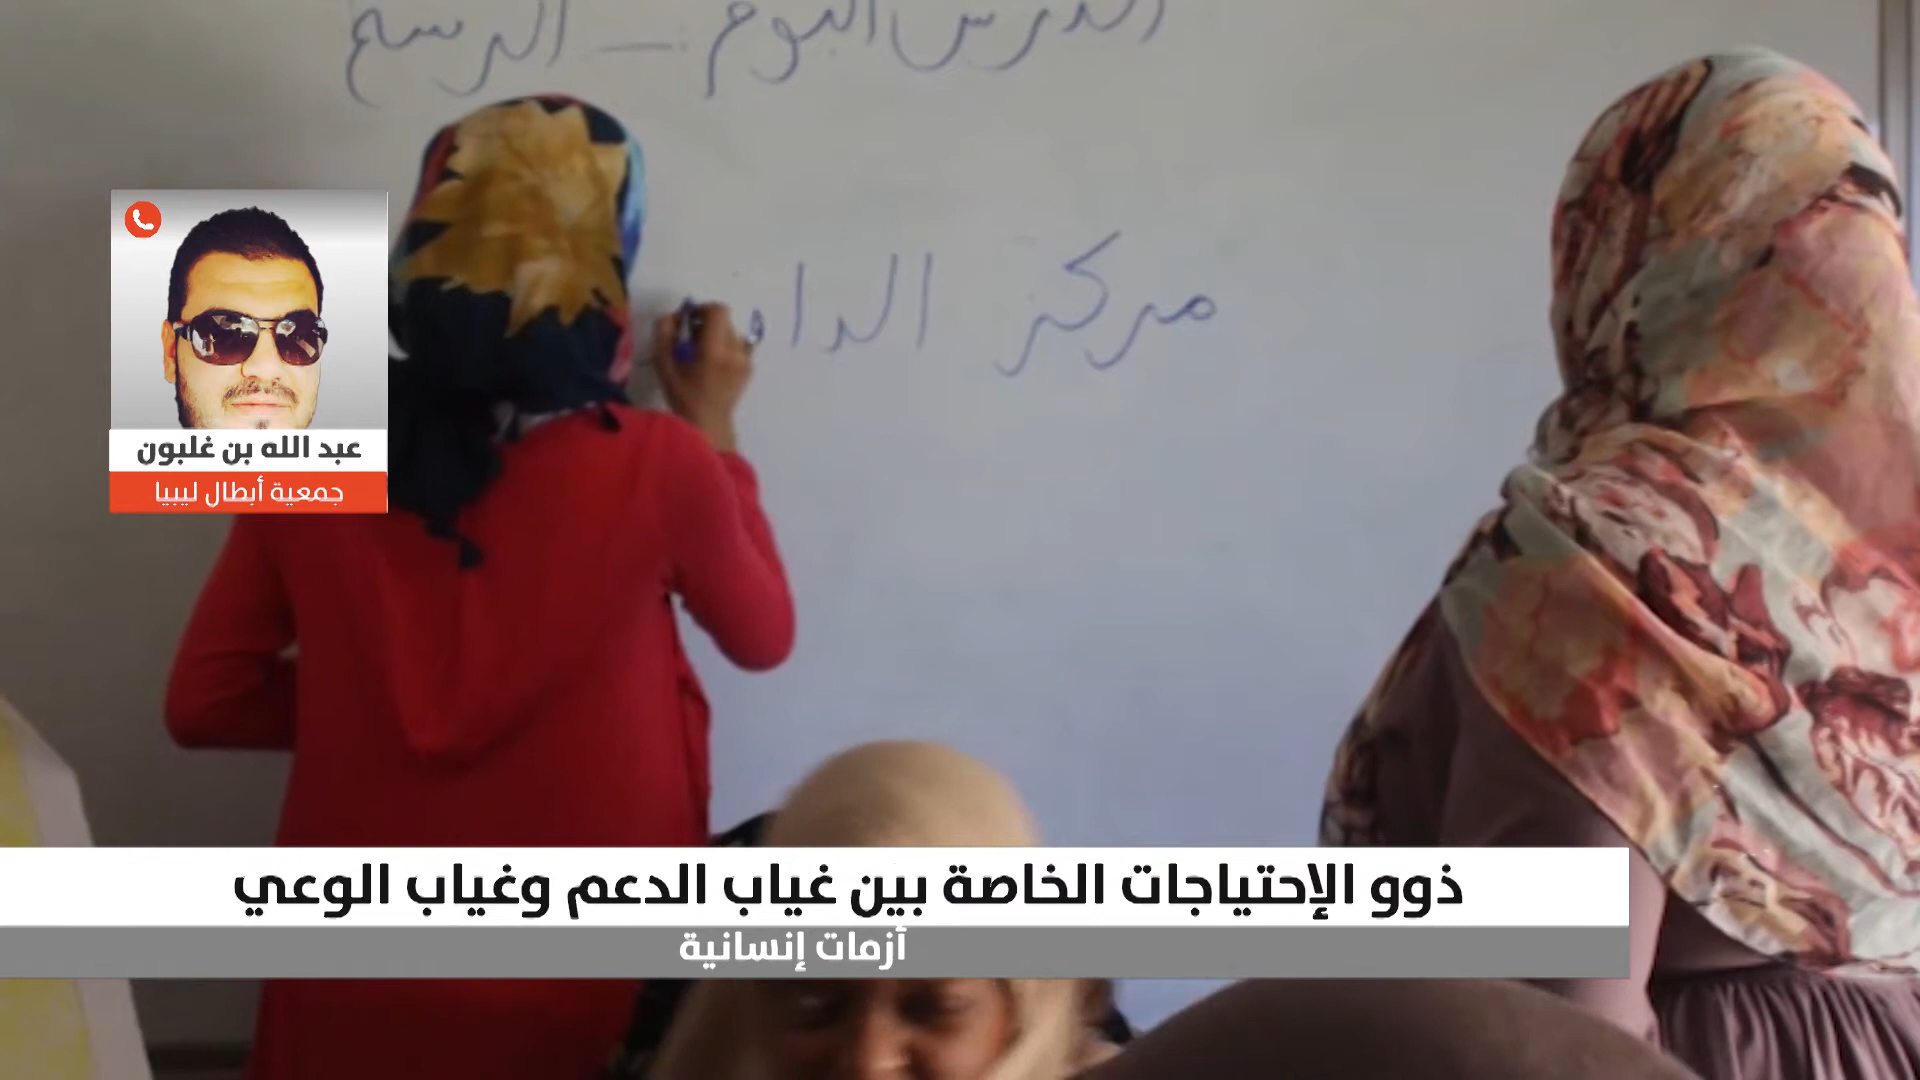 الدرس اليوم – الرسم
مركز
عبد الله بن غلبون
جمعية أبطال ليبيا
ذوو الإحتياجات الخاصة بين غياب الدعم وغياب الوعي
أزمات إنسانية